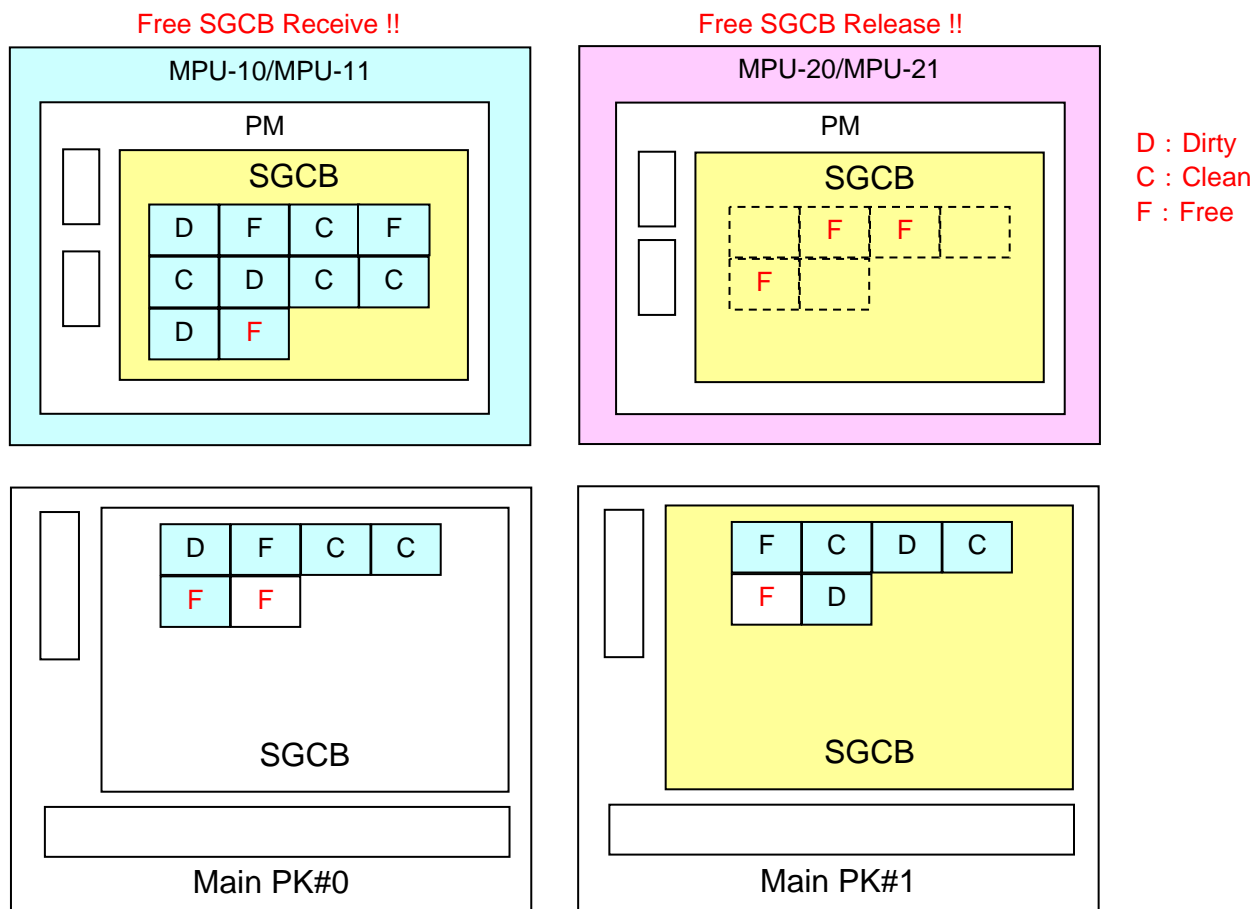 Free SGCB Receive !!
Free SGCB Release !!
MPU-10/MPU-11
MPU-20/MPU-21
PM
PM
D : Dirty
C : Clean
F : Free
SGCB
D F C F
C D C C
D F
SGCB
F F
F
D F C C
F F
SGCB
Main PK#0
F C D C
F D
SGCB
Main PK#1